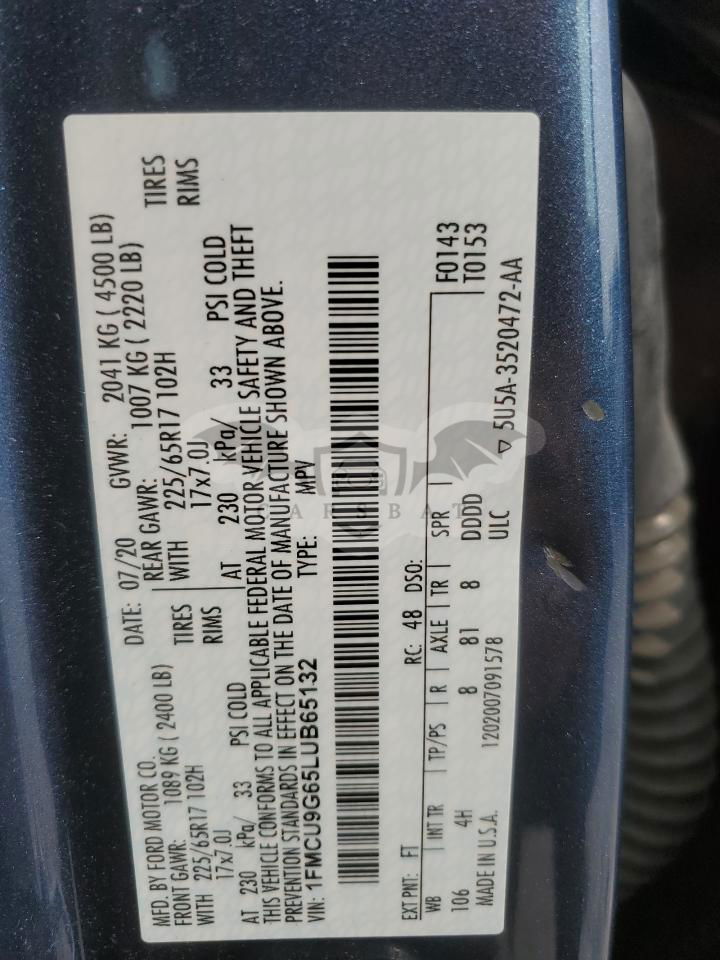 MFD. BY FORD MOTOR CO. DATE: 07/20 GVWR: 2041 KG ( 4500 LB)
FRONT GAWR: 1089 KG ( 2400 LB) REAR GAWR: 1007 KG ( 2220 LB)
WITH 225/65R17 102H TIRES WITH 225/65R17 102H TIRES
17x7.0J RIMS 17x7.0J RIMS
AT 230 kPa/ 33 PSI COLD AT 230 kPa/ 33 PSI COLD
THIS VEHICLE CONFORMS TO ALL APPLICABLE FEDERAL MOTOR VEHICLE SAFETY AND THEFT
PREVENTION STANDARDS IN EFFECT ON THE DATE OF MANUFACTURE SHOWN ABOVE.
VIN: 1FMCU9G65LUB65132 TYPE: MPV
CARSBAT
EXT PNT: FT RC: 48 DSO:
WB INT TR TP/PS R AXLE TR SPR F0143
106 4H 8 81 8 DDDD T0153
MADE IN U.S.A. 1202007091578 ULC
▽ 5U5A-3520472-AA